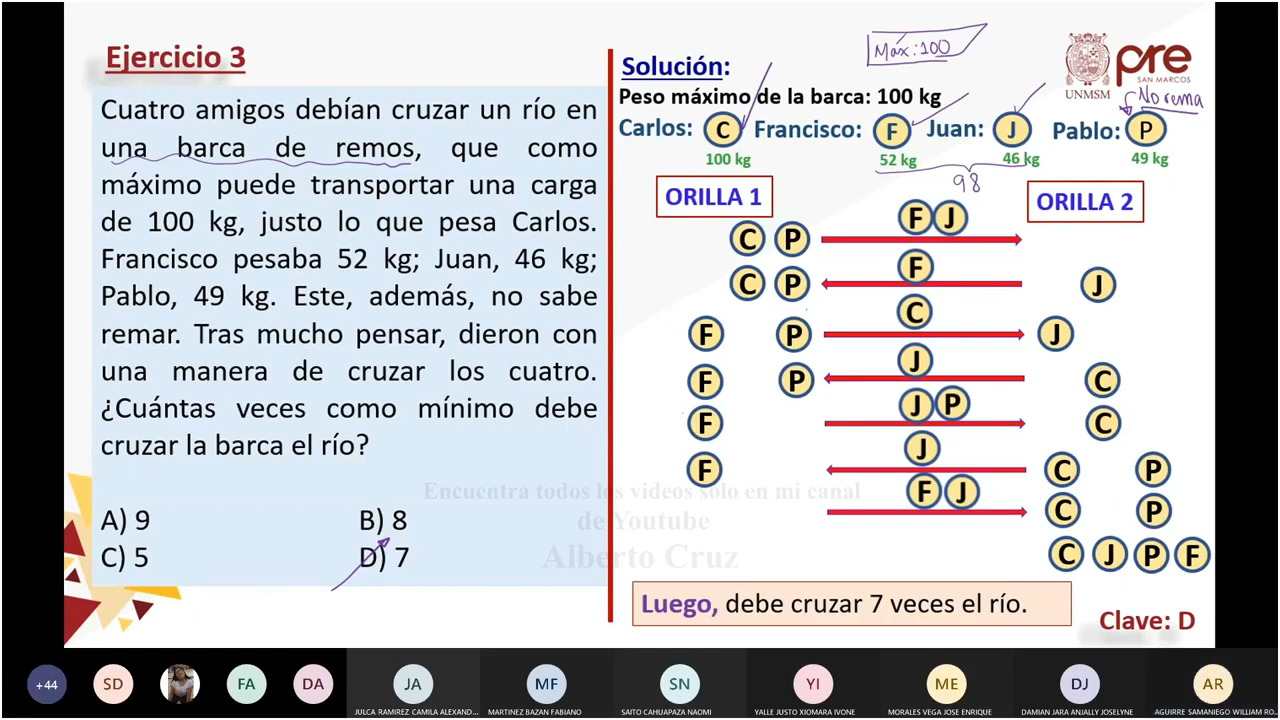 Ejercicio 3
Cuatro amigos debían cruzar un río en
una barca de remos, que como
máximo puede transportar una carga
de 100 kg, justo lo que pesa Carlos.
Francisco pesaba 52 kg; Juan, 46 kg;
Pablo, 49 kg. Este, además, no sabe
remar. Tras mucho pensar, dieron con
una manera de cruzar los cuatro.
¿Cuántas veces como mínimo debe
cruzar la barca el río?
A) 9 B) 8
C) 5 D) 7
Máx: 100
Solución:
UNMSM
pre
SAN MARCOS
Peso máximo de la barca: 100 kg
No rema
Carlos: C Francisco: F Juan: J Pablo: P
100 kg 52 kg 46 kg 49 kg
98
ORILLA 1 ORILLA 2
F J
C P
F
C P J
C
F P J
J
F P C
J P
F C
J
F C P
F J
C P
C J P F
Encuentra todos los videos solo en mi canal
de Youtube
Alberto Cruz
Luego, debe cruzar 7 veces el río.
Clave: D
+44 SD FA DA JA MF SN YI ME DJ AR
JULCA RAMIREZ CAMILA ALEXAND... MARTINEZ BAZAN FABIANO SAITO CAHUAPAZA NAOMI YALLE JUSTO XIOMARA IVONE MORALES VEGA JOSE ENRIQUE DAMIAN JARA ANJALLY JOSELYNE AGUIRRE SAMANEGO WILLIAM RO...